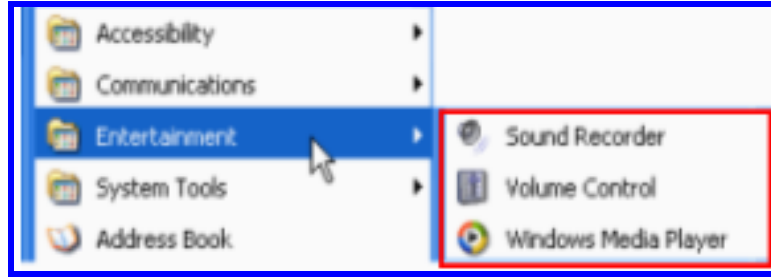 Accessibility
Communications
Entertainment
System Tools
Address Book
Sound Recorder
Volume Control
Windows Media Player